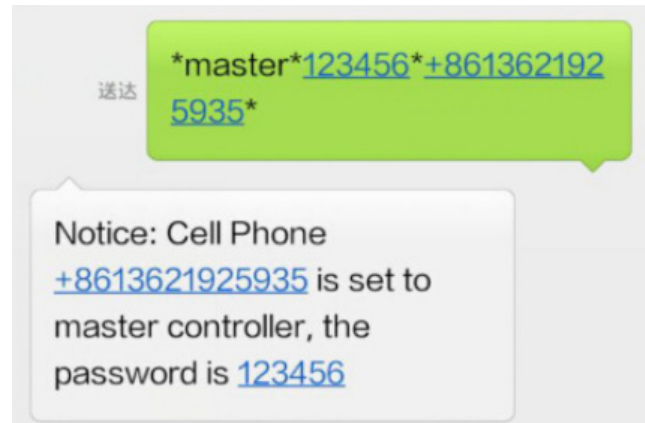 *master*123456*+861362192
送达
5935*
Notice: Cell Phone
+8613621925935 is set to
master controller, the
password is 123456